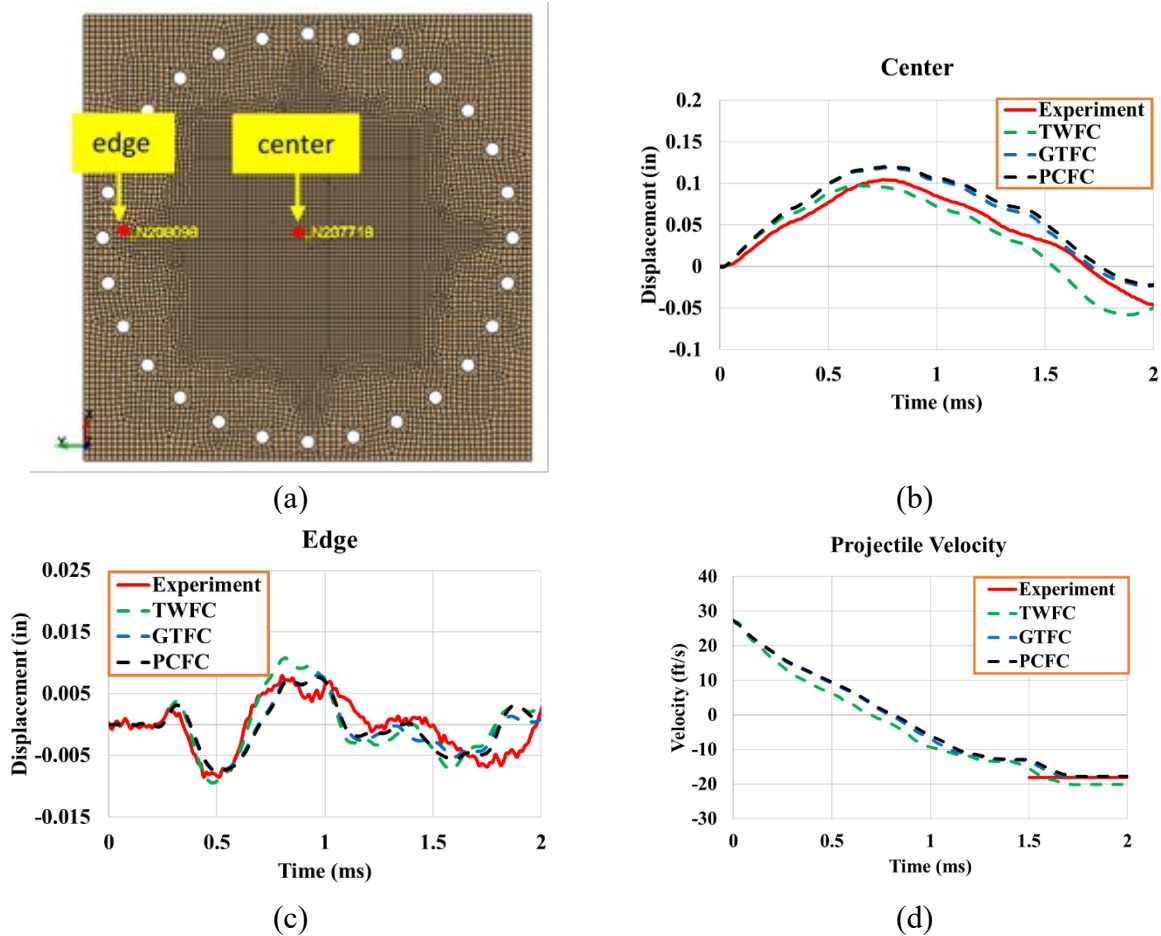 edge
center
N208098
N207718
Y
X
(a)
Center
0.2
0.15
0.1
0.05
0
-0.05
-0.1
Displacement (in)
0
0.5
1
1.5
2
Time (ms)
Experiment
TWFC
GTFC
PCFC
(b)
Edge
0.025
0.015
0.005
-0.005
-0.015
Displacement (in)
0
0.5
1
1.5
2
Time (ms)
Experiment
TWFC
GTFC
PCFC
(c)
Projectile Velocity
40
30
20
10
0
-10
-20
-30
Velocity (ft/s)
0
0.5
1
1.5
2
Time (ms)
Experiment
TWFC
GTFC
PCFC
(d)